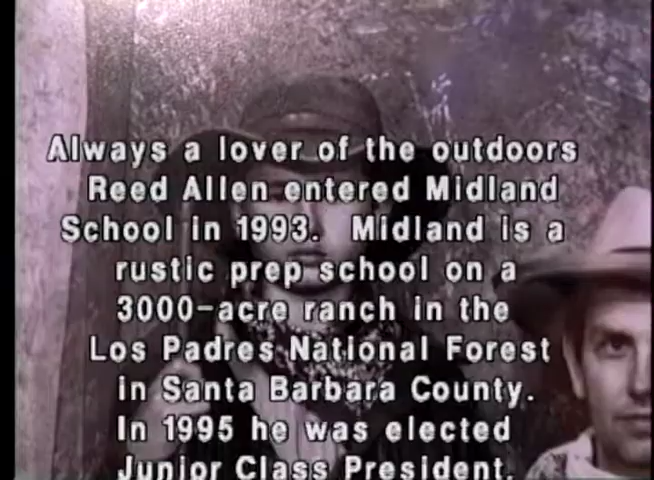 Always a lover of the outdoors
Reed Allen entered Midland
School in 1993. Midland is a
rustic prep school on a
3000-acre ranch in the
Los Padres National Forest
in Santa Barbara County.
In 1995 he was elected
Junior Class President.